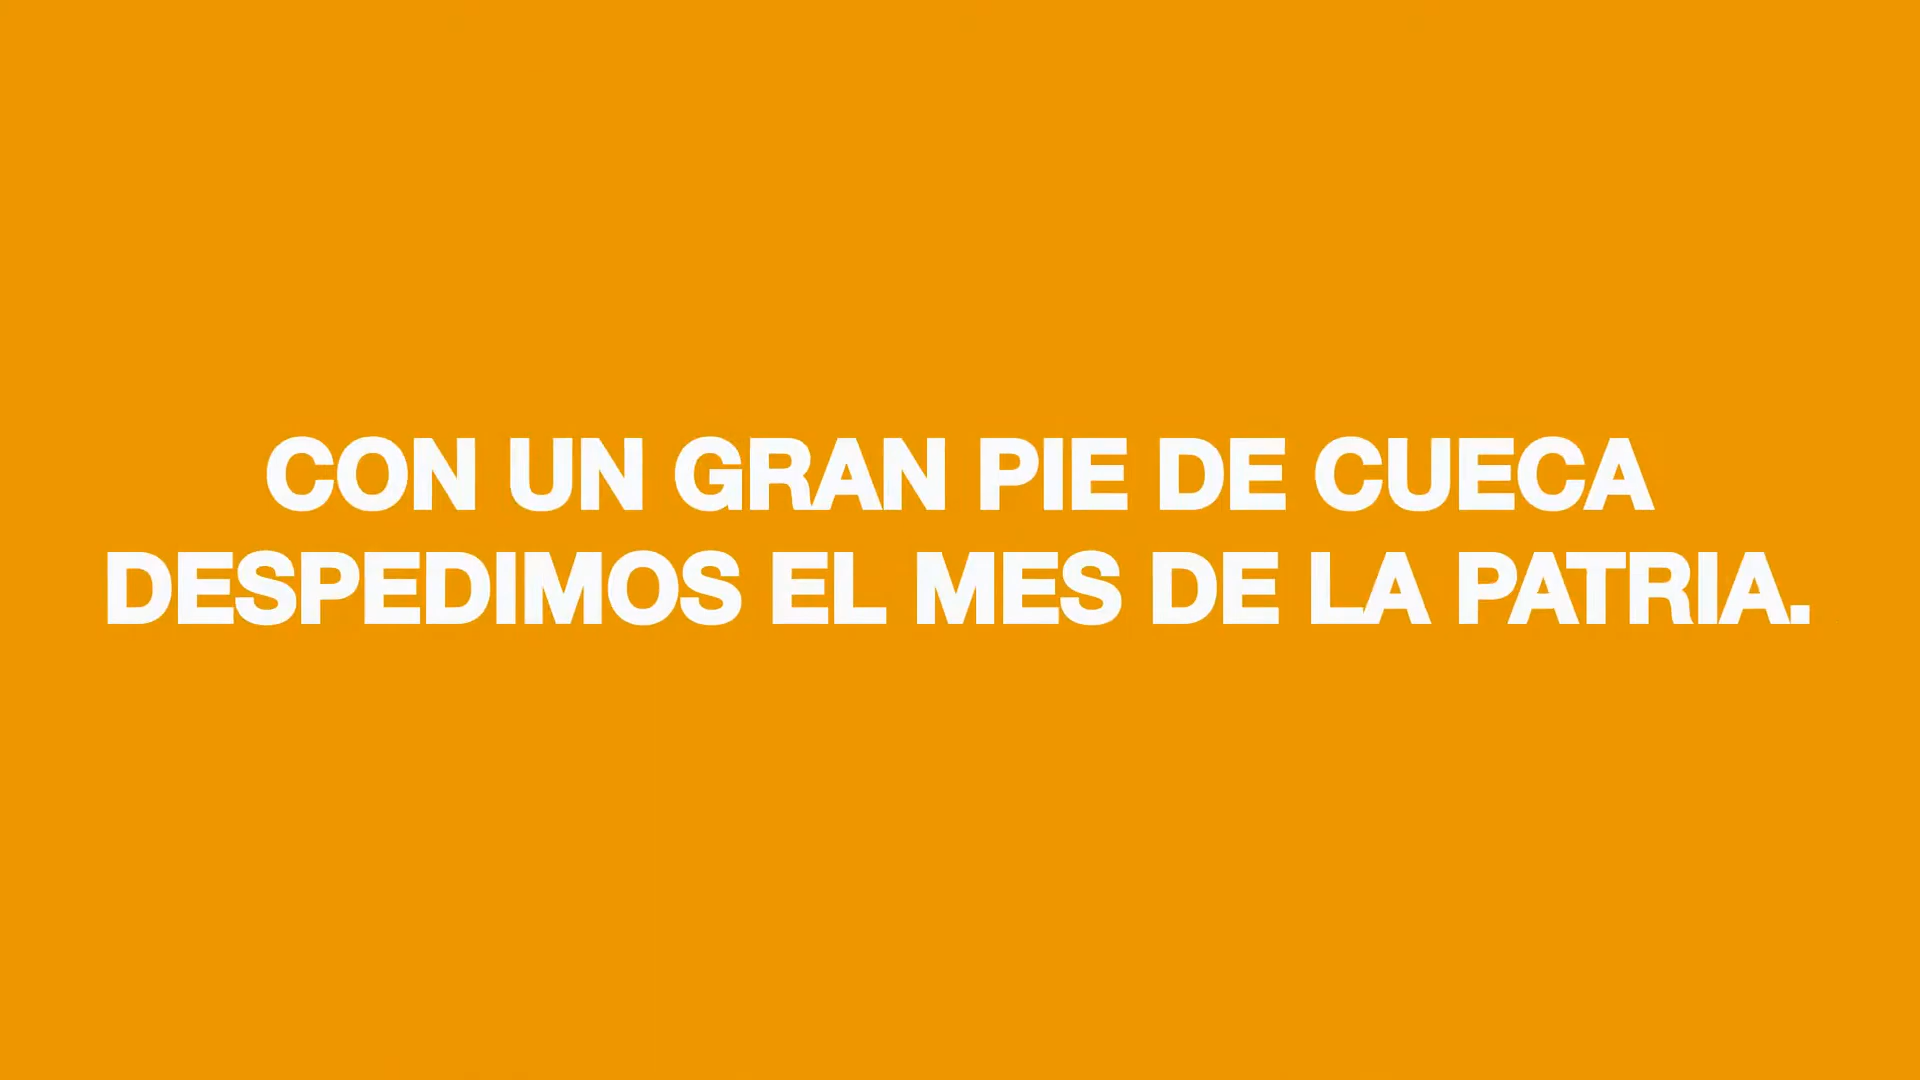 CON UN GRAN PIE DE CUECA
DESPEDIMOS EL MES DE LA PATRIA.